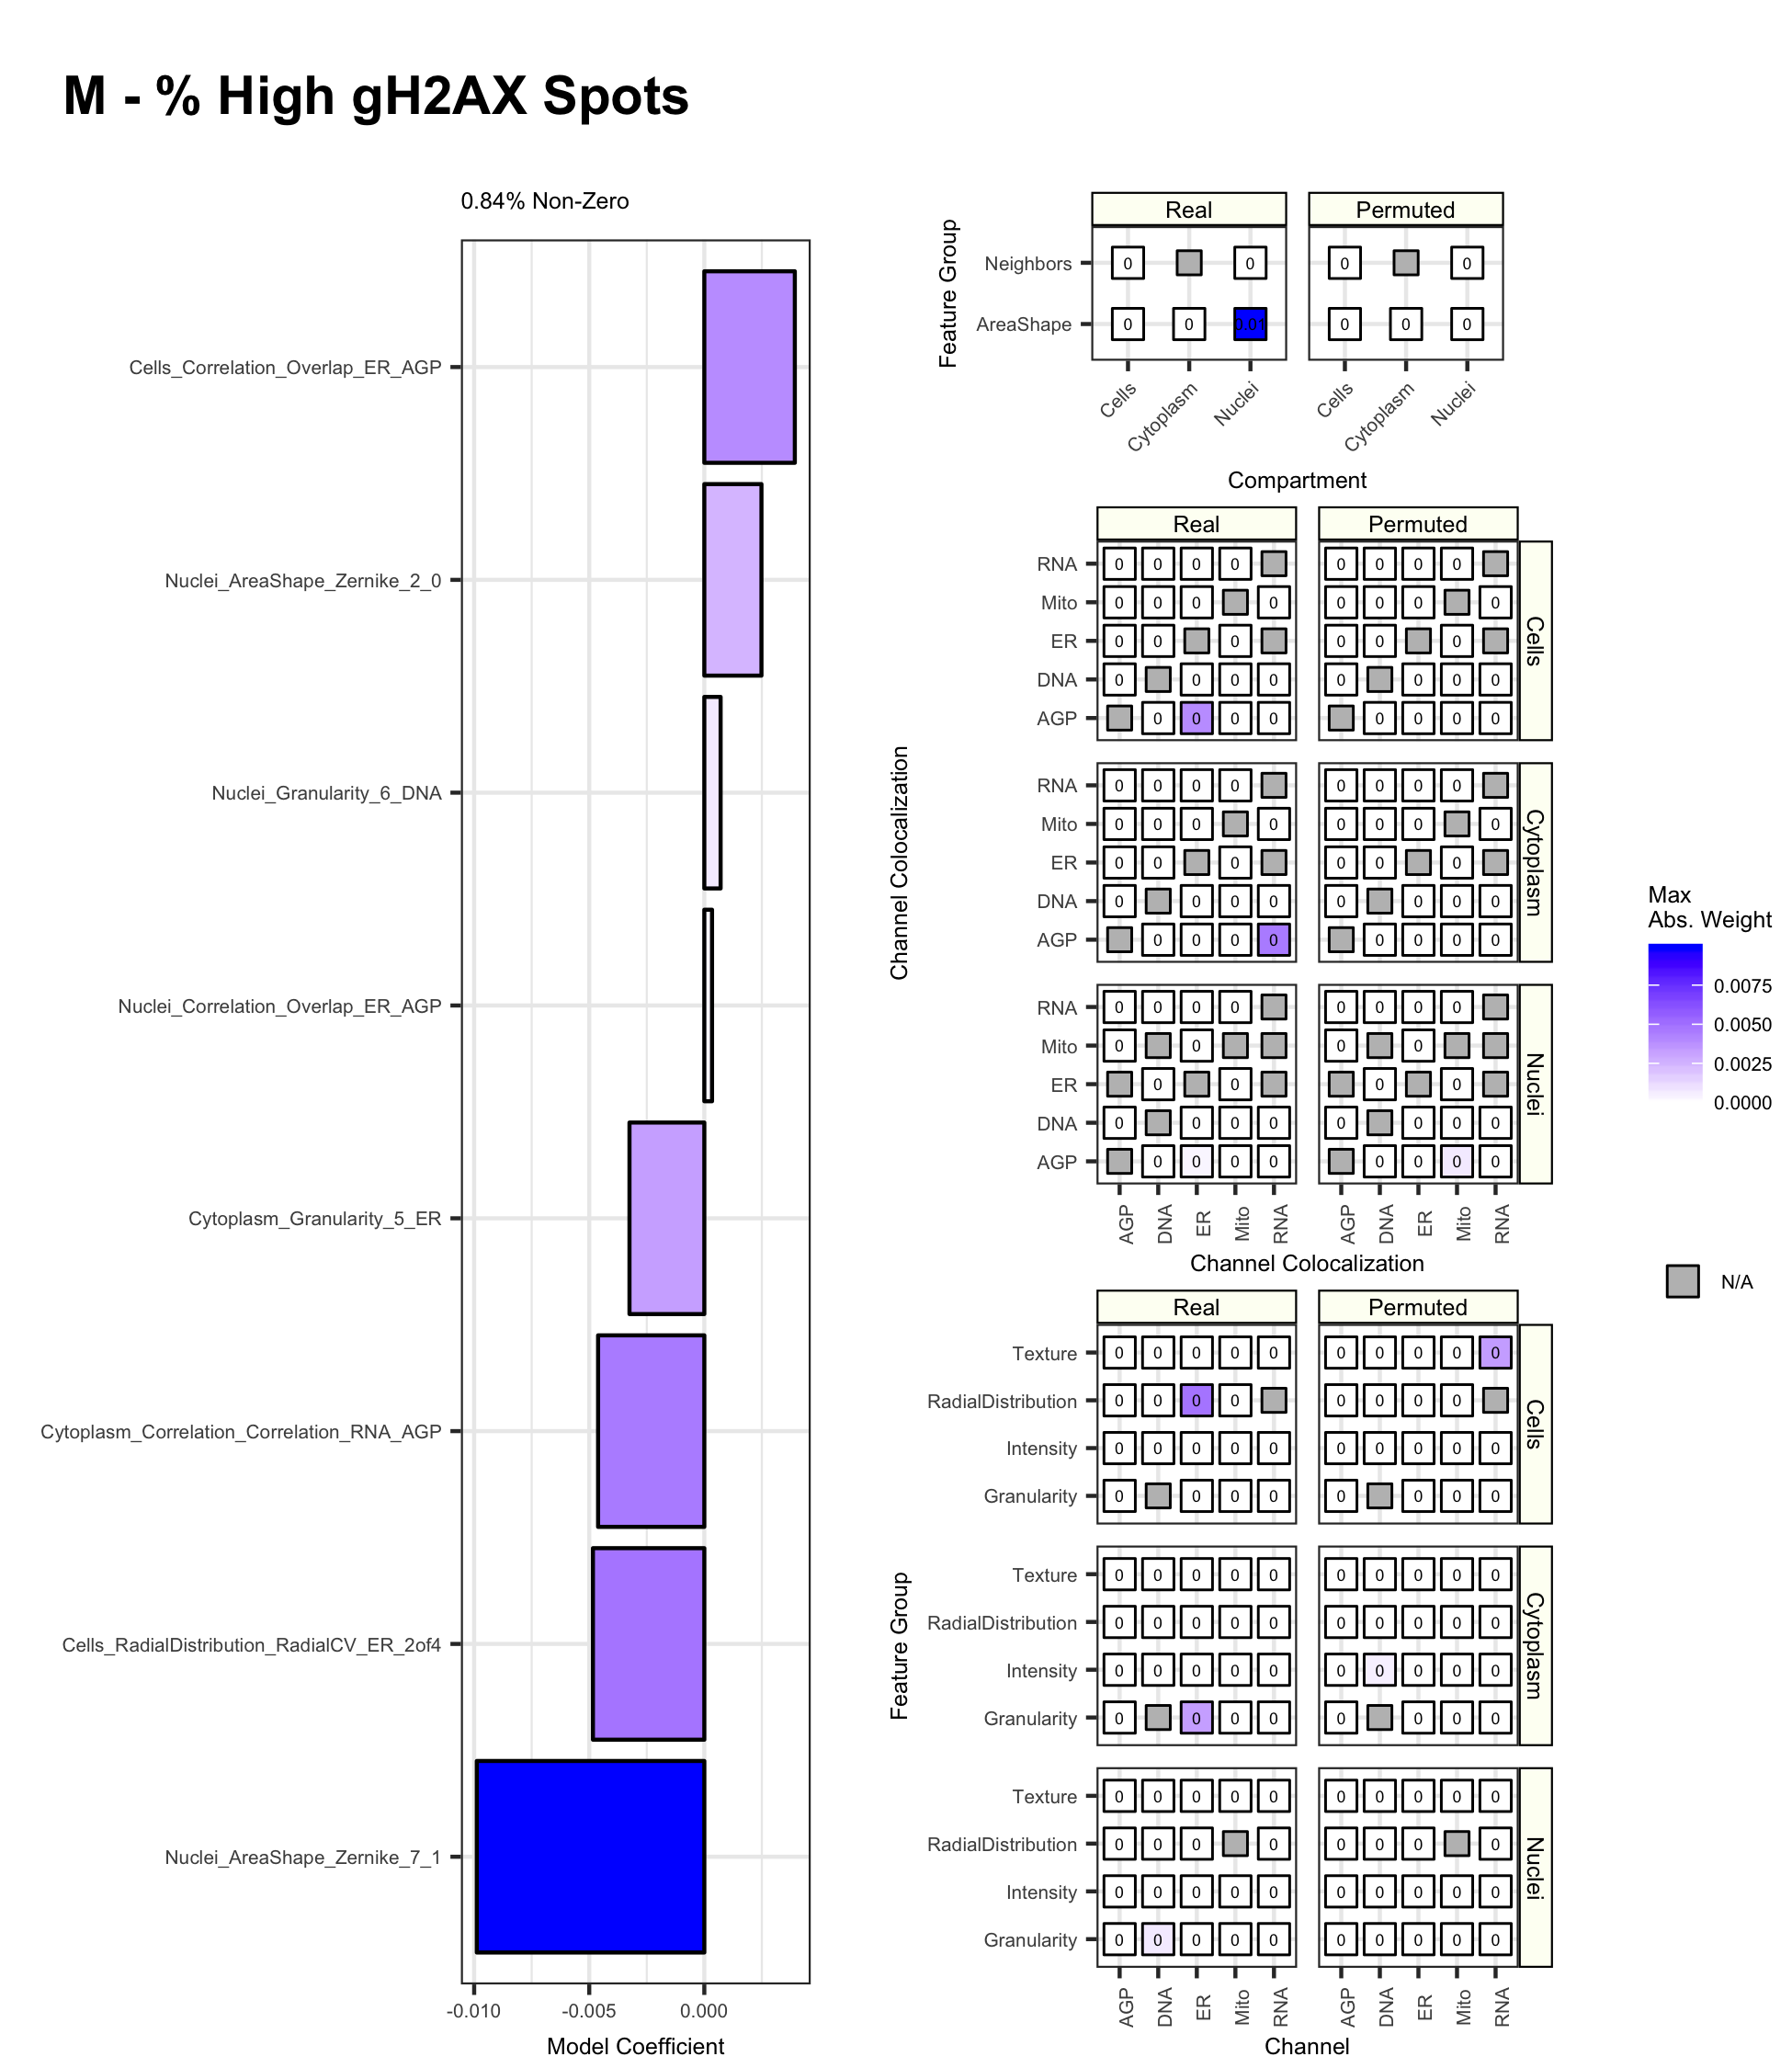 M - % High gH2AX Spots
0.84% Non-Zero
Cells_Correlation_Overlap_ER_AGP
Nuclei_AreaShape_Zernike_2_0
Nuclei_Granularity_6_DNA
Nuclei_Correlation_Overlap_ER_AGP
Cytoplasm_Granularity_5_ER
Cytoplasm_Correlation_Correlation_RNA_AGP
Cells_RadialDistribution_RadialCV_ER_2of4
Nuclei_AreaShape_Zernike_7_1
-0.010 -0.005 0.000
Model Coefficient
Feature Group
Real Permuted
Neighbors 0 0 0 0
AreaShape 0 0 0.01 0 0 0
Cells Cytoplasm Nuclei Cells Cytoplasm Nuclei
Compartment
Channel Colocalization
Real Permuted
RNA 0 0 0 0 0 0 0 0
Mito 0 0 0 0 0 0 0 0
ER 0 0 0 0 0 0
DNA 0 0 0 0 0 0 0 0
AGP 0 0 0 0 0 0 0 0
Cells
RNA 0 0 0 0 0 0 0 0
Mito 0 0 0 0 0 0 0 0
ER 0 0 0 0 0 0
DNA 0 0 0 0 0 0 0 0
AGP 0 0 0 0 0 0 0 0
Cytoplasm
RNA 0 0 0 0 0 0 0 0
Mito 0 0 0 0
ER 0 0 0 0
DNA 0 0 0 0 0 0 0 0
AGP 0 0 0 0 0 0 0 0
Nuclei
AGP DNA ER Mito RNA AGP DNA ER Mito RNA
Channel Colocalization
Feature Group
Real Permuted
Texture 0 0 0 0 0 0 0 0 0 0
RadialDistribution 0 0 0 0 0 0 0 0
Intensity 0 0 0 0 0 0 0 0 0 0
Granularity 0 0 0 0 0 0 0 0
Cells
Texture 0 0 0 0 0 0 0 0 0 0
RadialDistribution 0 0 0 0 0 0 0 0 0 0
Intensity 0 0 0 0 0 0 0 0 0 0
Granularity 0 0 0 0 0 0 0 0
Cytoplasm
Texture 0 0 0 0 0 0 0 0 0 0
RadialDistribution 0 0 0 0 0 0 0 0
Intensity 0 0 0 0 0 0 0 0 0 0
Granularity 0 0 0 0 0 0 0 0 0 0
Nuclei
AGP DNA ER Mito RNA AGP DNA ER Mito RNA
Channel
Max
Abs. Weight
0.0075
0.0050
0.0025
0.0000
N/A